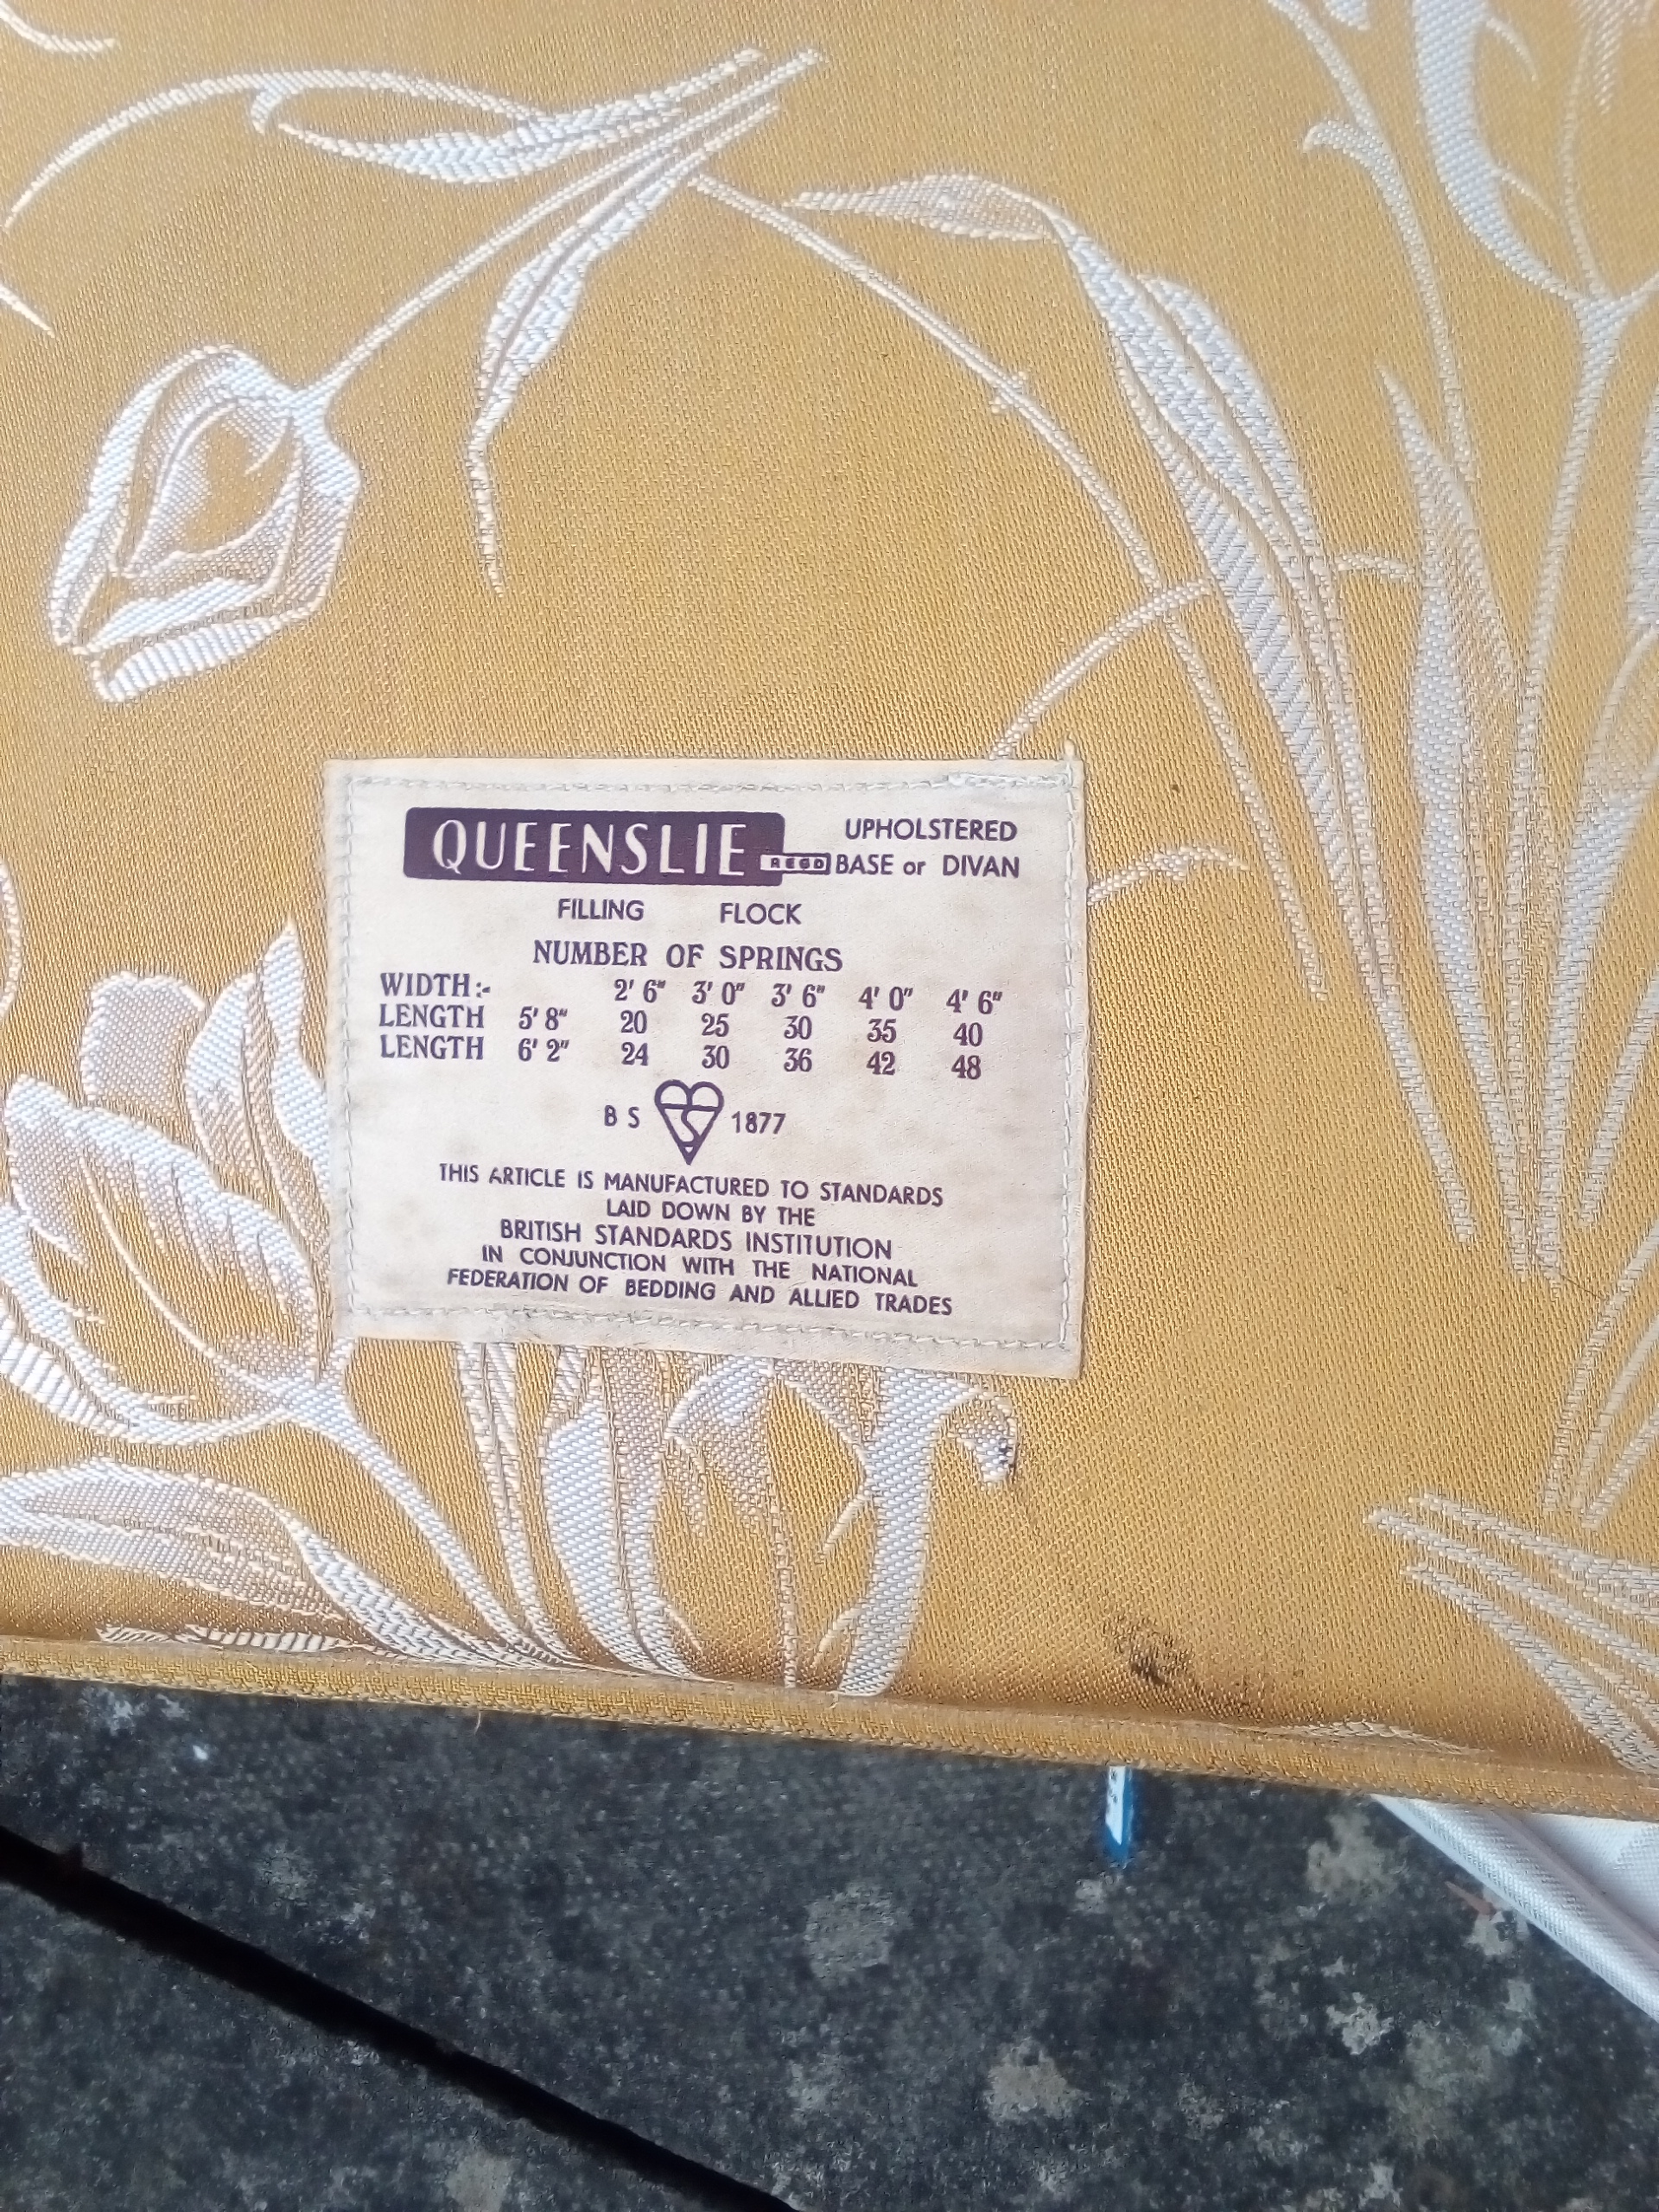 QUEENSLIE REGD UPHOLSTERED
BASE or DIVAN
FILLING FLOCK
NUMBER OF SPRINGS
WIDTH:- 2' 6" 3' 0" 3' 6" 4' 0" 4' 6"
LENGTH 5' 8" 20 25 30 35 40
LENGTH 6' 2" 24 30 36 42 48
B S 1877
THIS ARTICLE IS MANUFACTURED TO STANDARDS
LAID DOWN BY THE
BRITISH STANDARDS INSTITUTION
IN CONJUNCTION WITH THE NATIONAL
FEDERATION OF BEDDING AND ALLIED TRADES